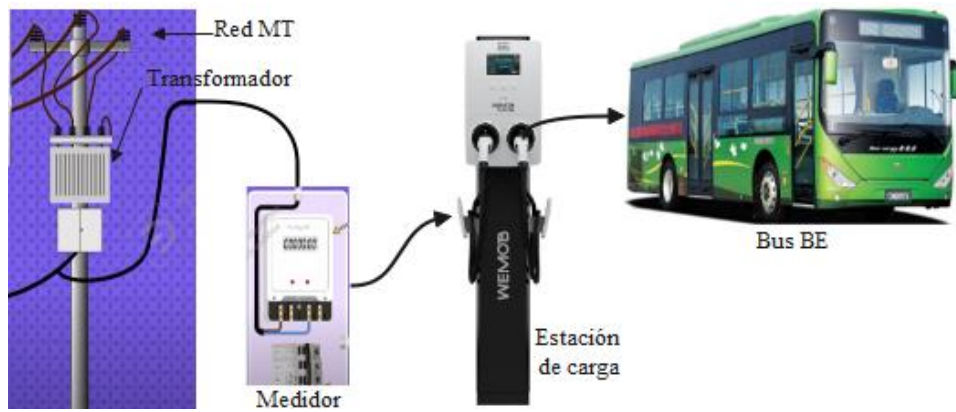 Red MT
Transformador
WEMOB
Medidor
Estación
de carga
Bus BE